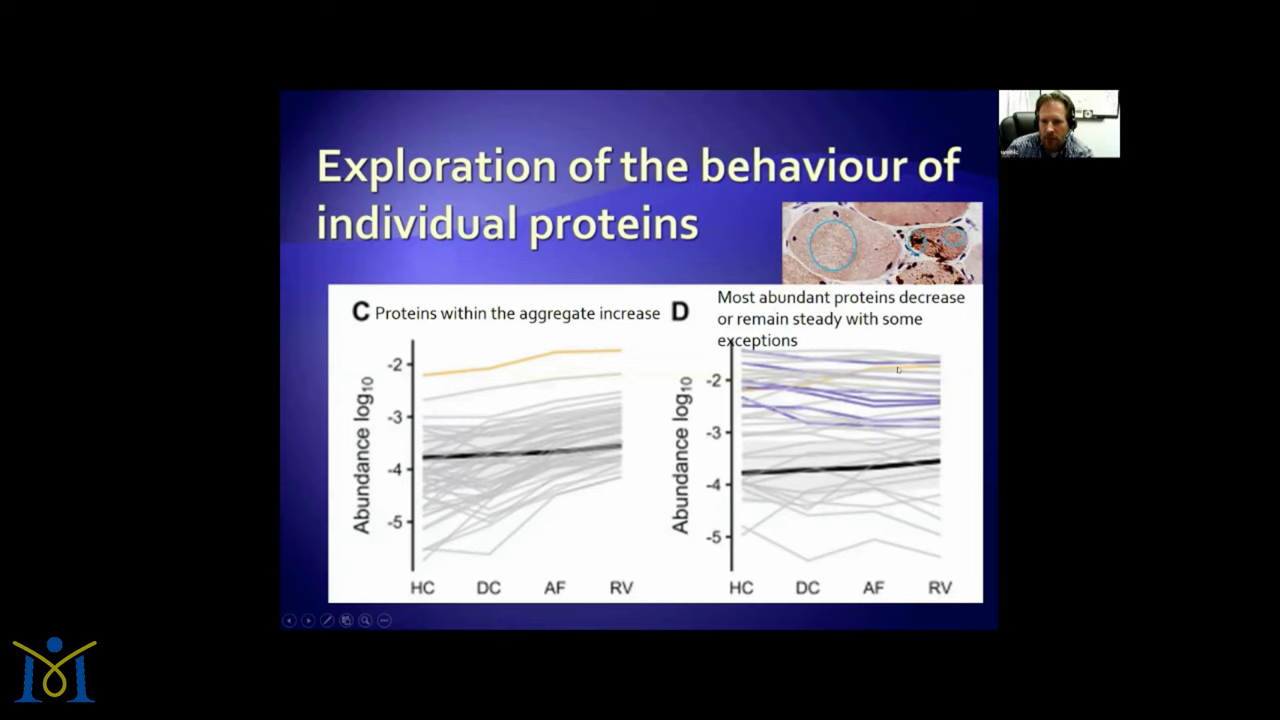 Exploration of the behaviour of
individual proteins
C Proteins within the aggregate increase
D Most abundant proteins decrease
or remain steady with some
exceptions
Abundance log10
-2
-3
-4
-5
HC DC AF RV
Abundance log10
-2
-3
-4
-5
HC DC AF RV